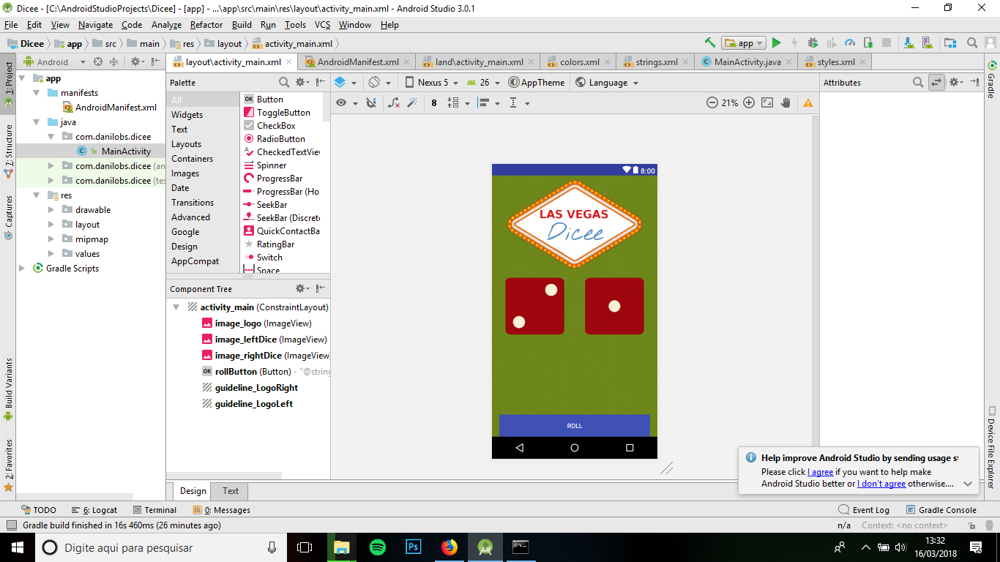 Dicee - [C:\AndroidStudioProjects\Dicee] - [app] - ...\app\src\main\res\layout\activity_main.xml - Android Studio 3.0.1
File Edit View Navigate Code Analyze Refactor Build Run Tools VCS Window Help
Dicee app src main res layout activity_main.xml app
Android layout\activity_main.xml AndroidManifest.xml land\activity_main.xml colors.xml strings.xml MainActivity.java styles.xml
1: Project
7: Structure
Captures
Build Variants
2: Favorites
app
manifests
AndroidManifest.xml
java
com.danilobs.dicee
MainActivity
com.danilobs.dicee (an
com.danilobs.dicee (tes
res
drawable
layout
mipmap
values
Gradle Scripts
Palette
All
Widgets
Text
Layouts
Containers
Images
Date
Transitions
Advanced
Google
Design
AppCompat
Button
ToggleButton
CheckBox
RadioButton
CheckedTextVie
Spinner
ProgressBar
ProgressBar (Ho
SeekBar
SeekBar (Discrete
QuickContactBa
RatingBar
Switch
Space
Component Tree
activity_main (ConstraintLayout)
image_logo (ImageView)
image_leftDice (ImageView)
image_rightDice (ImageView)
rollButton (Button) - "@string
guideline_LogoRight
guideline_LogoLeft
Nexus 5 26 AppTheme Language
8 21%
8:00
LAS VEGAS
Dicee
ROLL
Attributes
Gradle
Device File Explorer
Help improve Android Studio by sending usage st
Please click I agree if you want to help make
Android Studio better or I don't agree otherwise....
Design Text
TODO 6: Logcat Terminal 0: Messages Event Log Gradle Console
Gradle build finished in 16s 460ms (26 minutes ago) n/a Context: <no context>
Digite aqui para pesquisar
Ps
13:32
16/03/2018